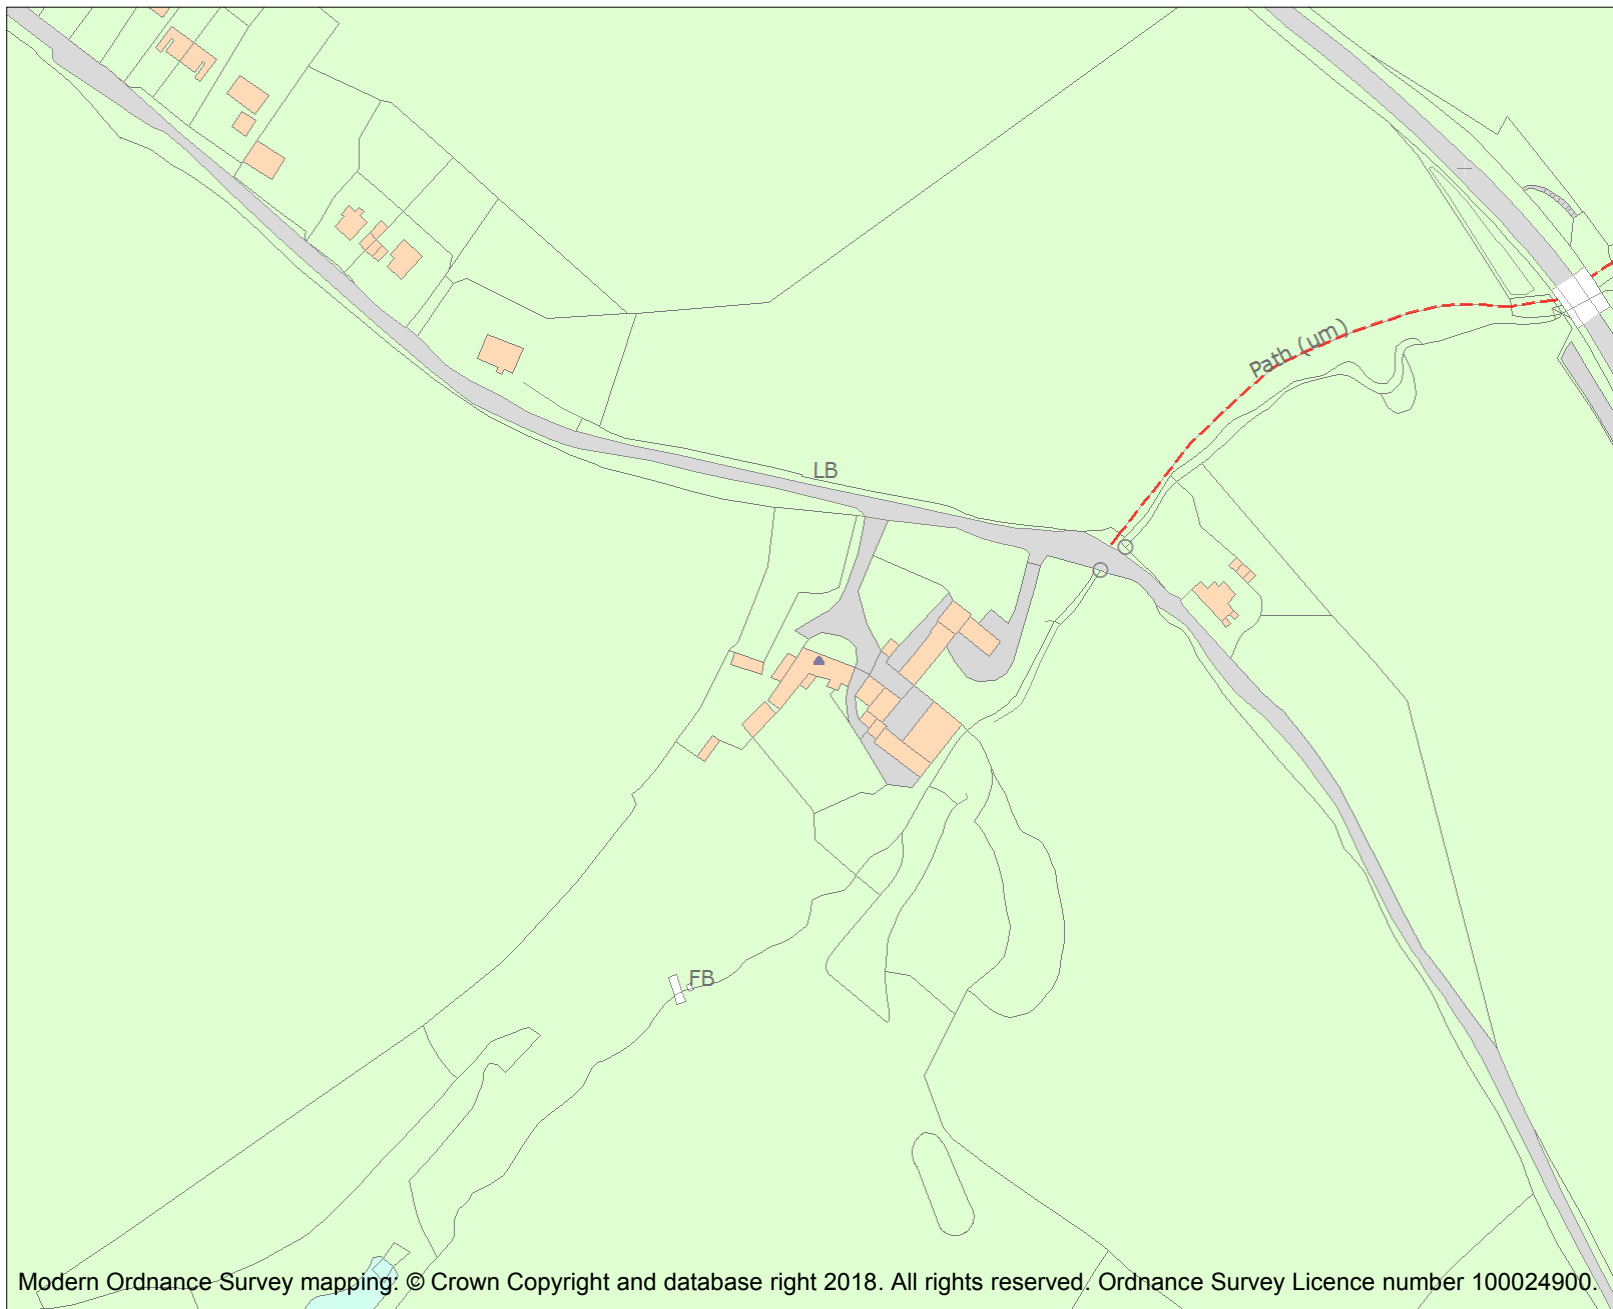 Path (um)
LB
FB
Modern Ordnance Survey mapping: © Crown Copyright and database right 2018. All rights reserved. Ordnance Survey Licence number 100024900.